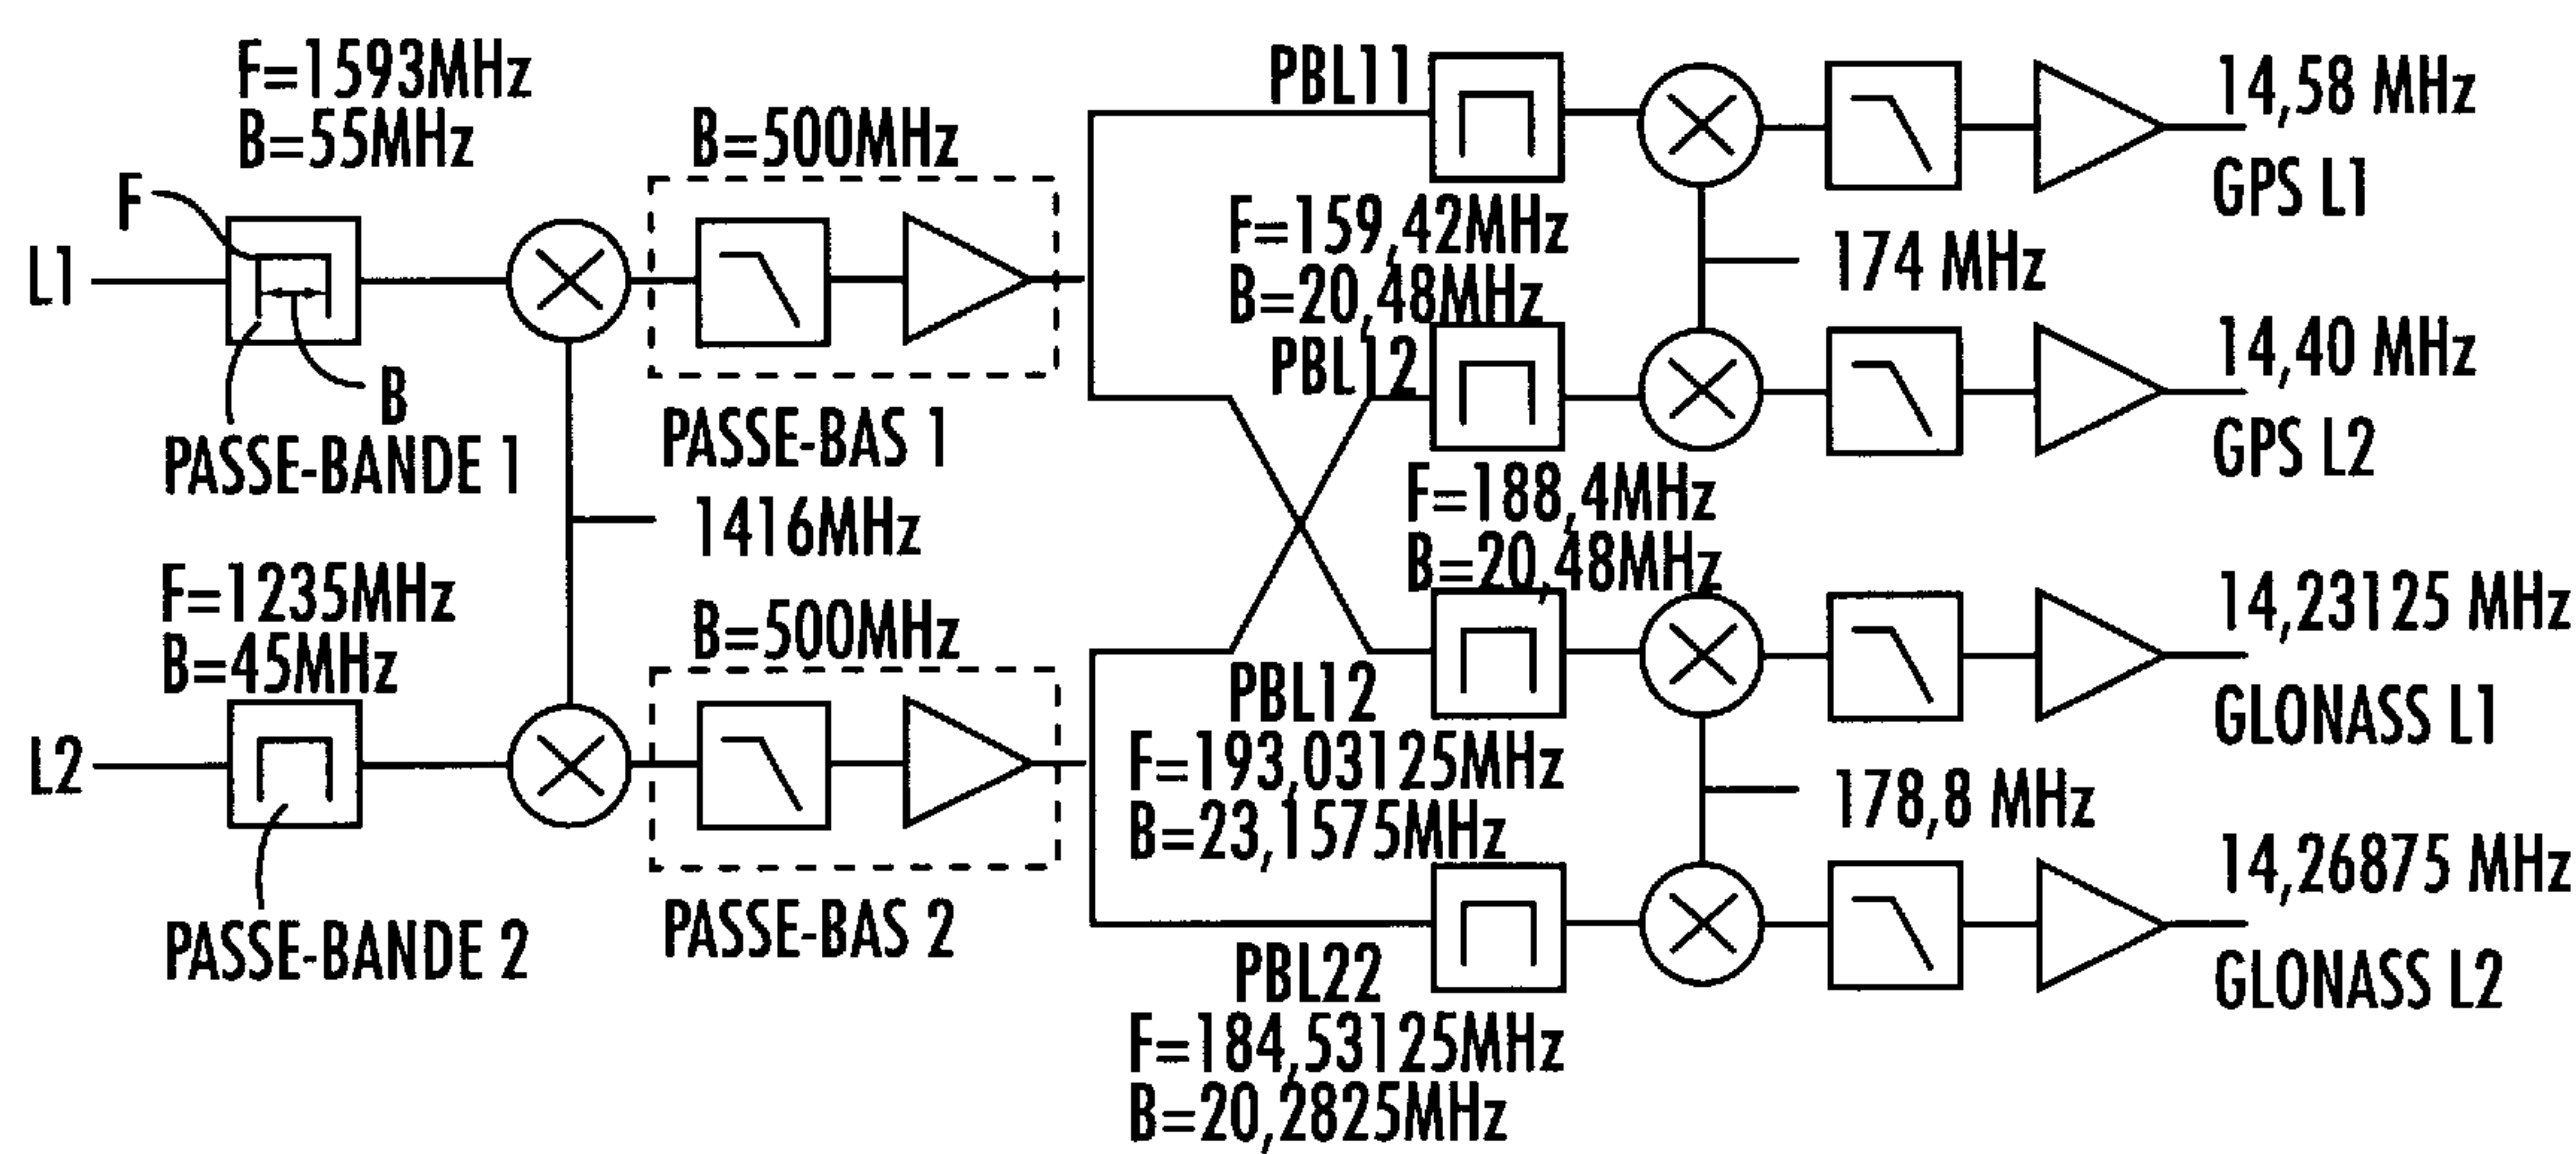 F=1593MHz
B=55MHz
F
L1
B
PASSE-BANDE 1
B=500MHz
PASSE-BAS 1
1416MHz
F=1235MHz
B=45MHz
L2
PASSE-BANDE 2
B=500MHz
PASSE-BAS 2
PBL11
F=159,42MHz
B=20,48MHz
PBL12
F=188,4MHz
B=20,48MHz
PBL12
F=193,03125MHz
B=23,1575MHz
PBL22
F=184,53125MHz
B=20,2825MHz
174 MHz
178,8 MHz
14,58 MHz
GPS L1
14,40 MHz
GPS L2
14,23125 MHz
GLONASS L1
14,26875 MHz
GLONASS L2